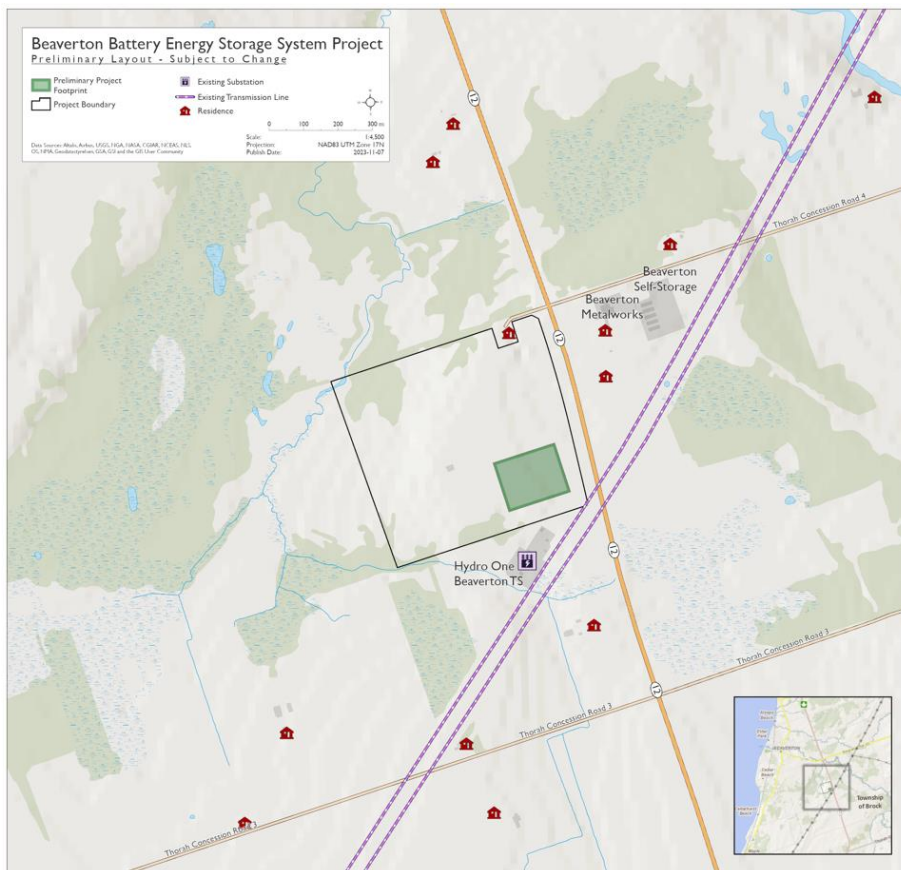 Beaverton Battery Energy Storage System Project
Preliminary Layout - Subject to Change
Preliminary Project
Footprint
Project Boundary
Existing Substation
Existing Transmission Line
Residence
0 100 200 300 m
Scale: 1:4,500
Projection: NAD83 UTM Zone 17N
Publish Date: 2023-11-07
12
Thorah Concession Road 4
Beaverton
Self-Storage
Beaverton
Metalworks
12
Hydro One
Beaverton TS
12
Thorah Concession Road 3
12
Thorah Concession Road 3
Thorah Concession Road 3
Township
of Brock